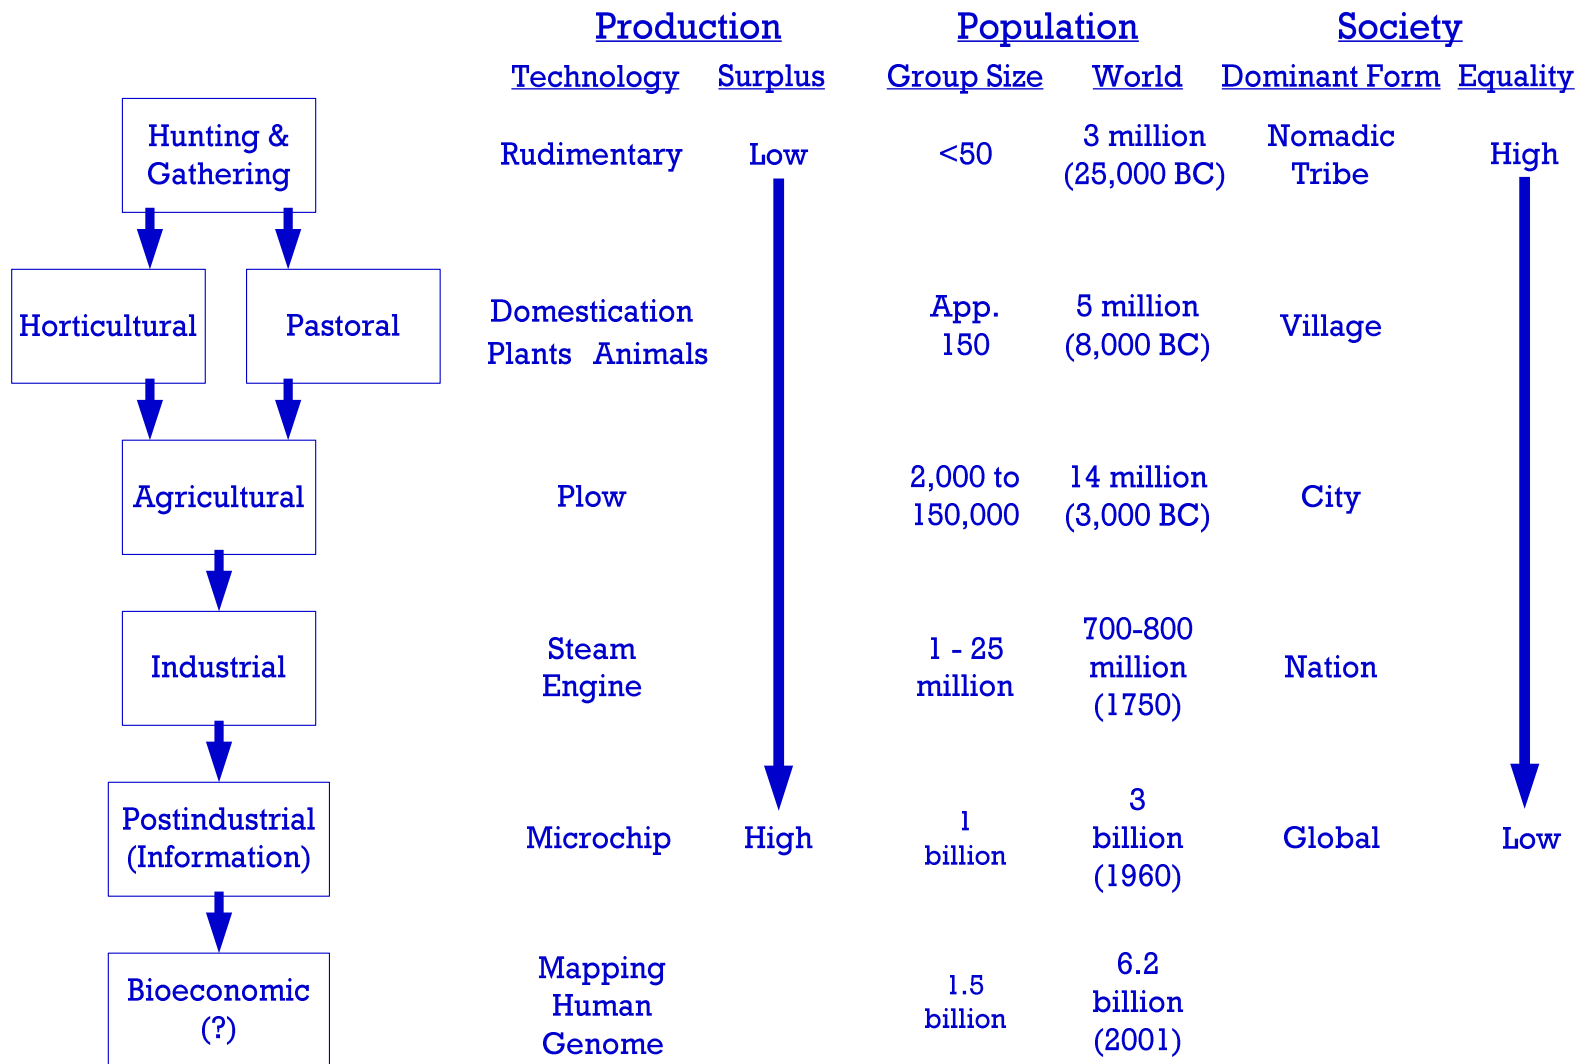 Production Population Society
Technology Surplus Group Size World Dominant Form Equality
Hunting &
Gathering
Rudimentary
Low
<50
3 million
(25,000 BC)
Nomadic
Tribe
High
Horticultural
Pastoral
Domestication
Plants Animals
App.
150
5 million
(8,000 BC)
Village
Agricultural
Plow
2,000 to
150,000
14 million
(3,000 BC)
City
Industrial
Steam
Engine
1 - 25
million
700-800
million
(1750)
Nation
Postindustrial
(Information)
Microchip
High
1
billion
3
billion
(1960)
Global
Low
Bioeconomic
(?)
Mapping
Human
Genome
1.5
billion
6.2
billion
(2001)